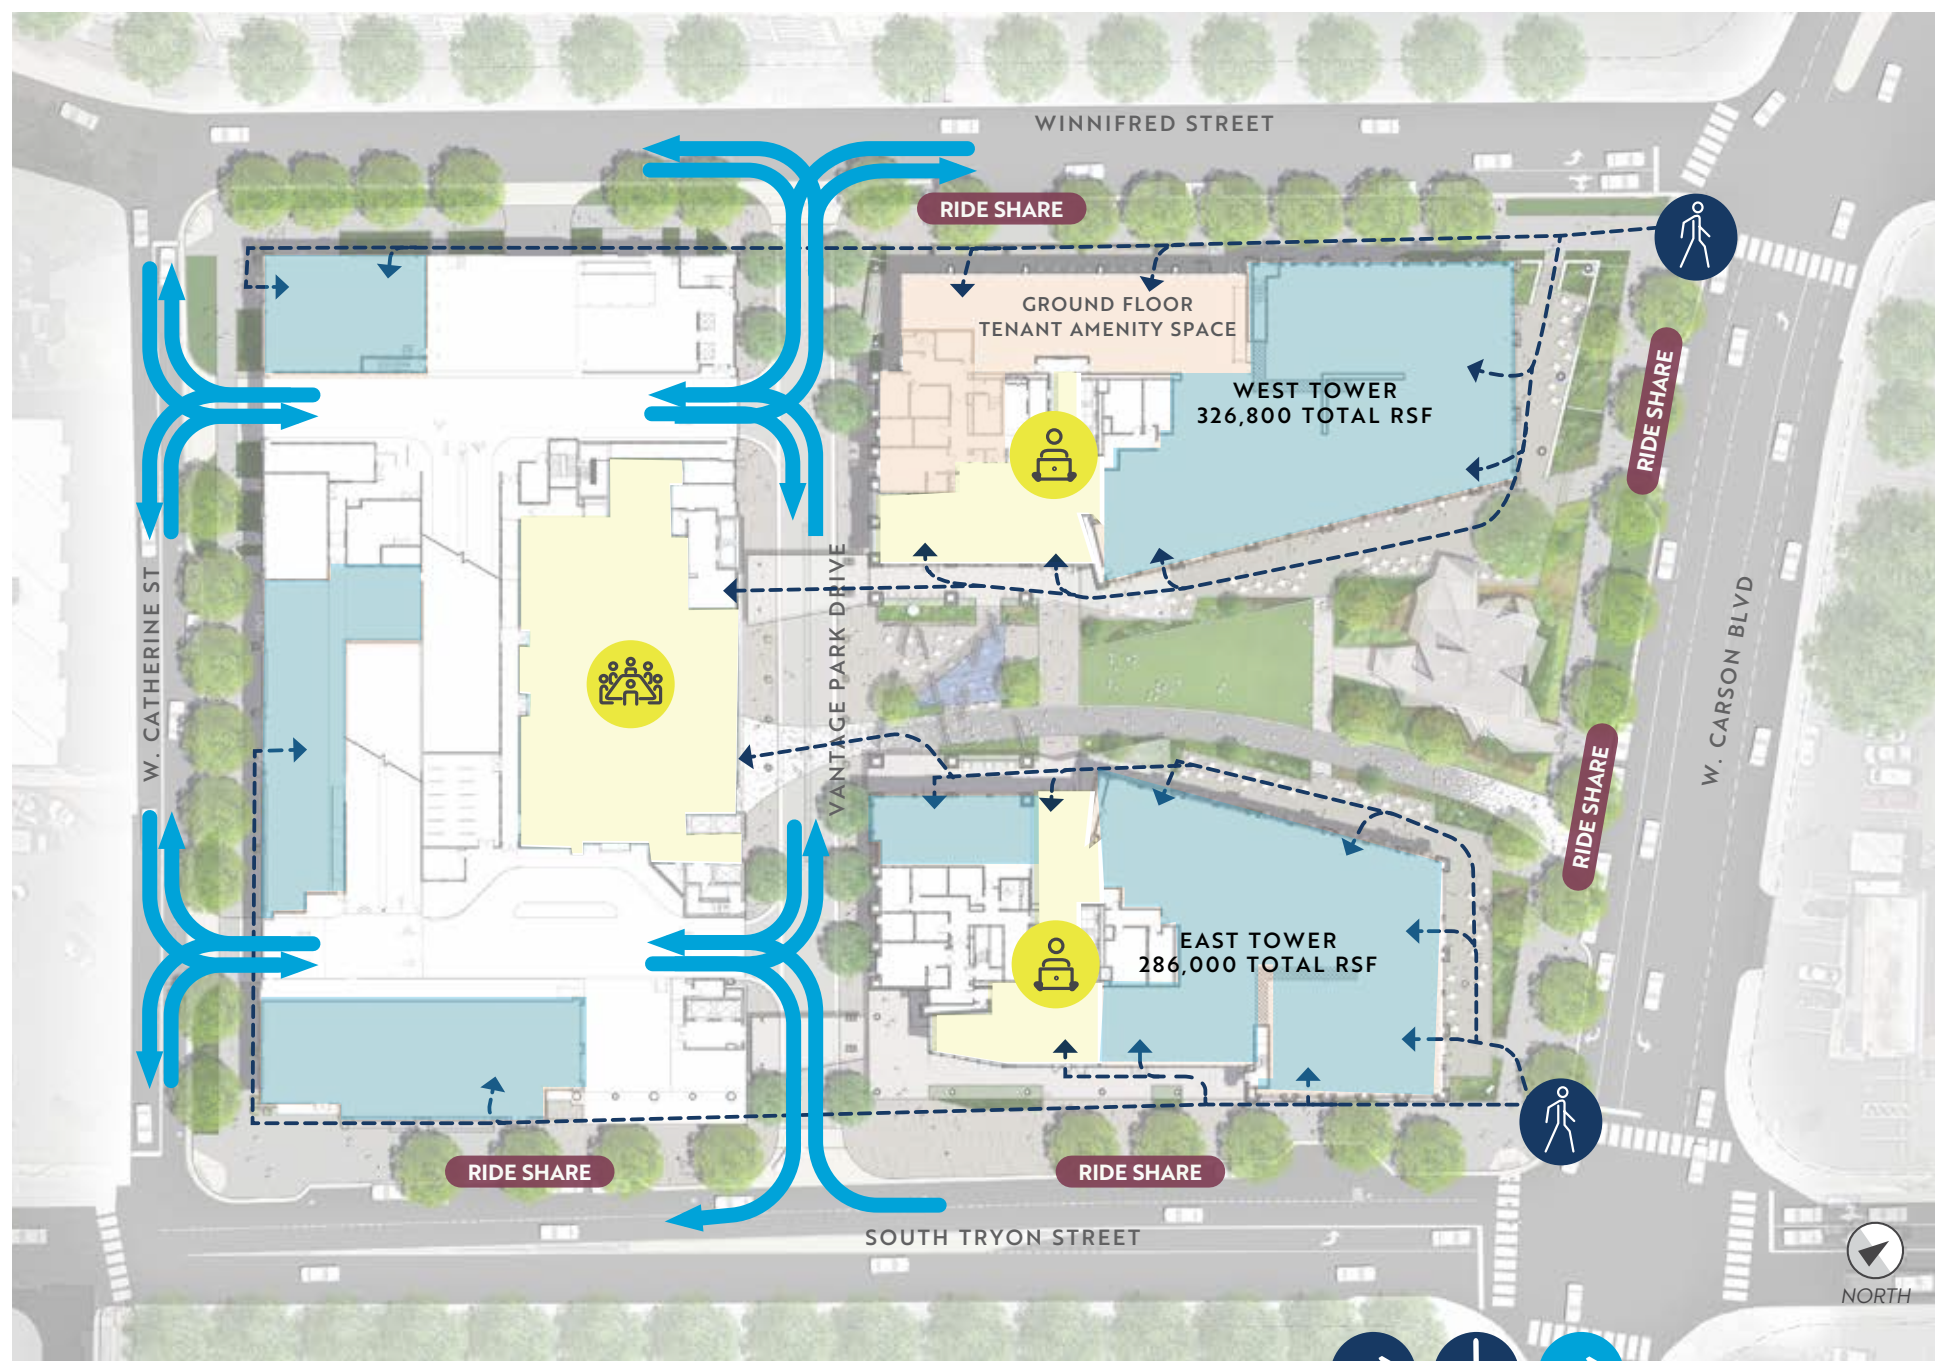 WINNIFRED STREET
RIDE SHARE
GROUND FLOOR
TENANT AMENITY SPACE
WEST TOWER
326,800 TOTAL RSF
RIDE SHARE
W. CATHERINE ST
VANTAGE PARK DRIVE
W. CARSON BLVD
RIDE SHARE
EAST TOWER
286,000 TOTAL RSF
RIDE SHARE
RIDE SHARE
SOUTH TRYON STREET
NORTH